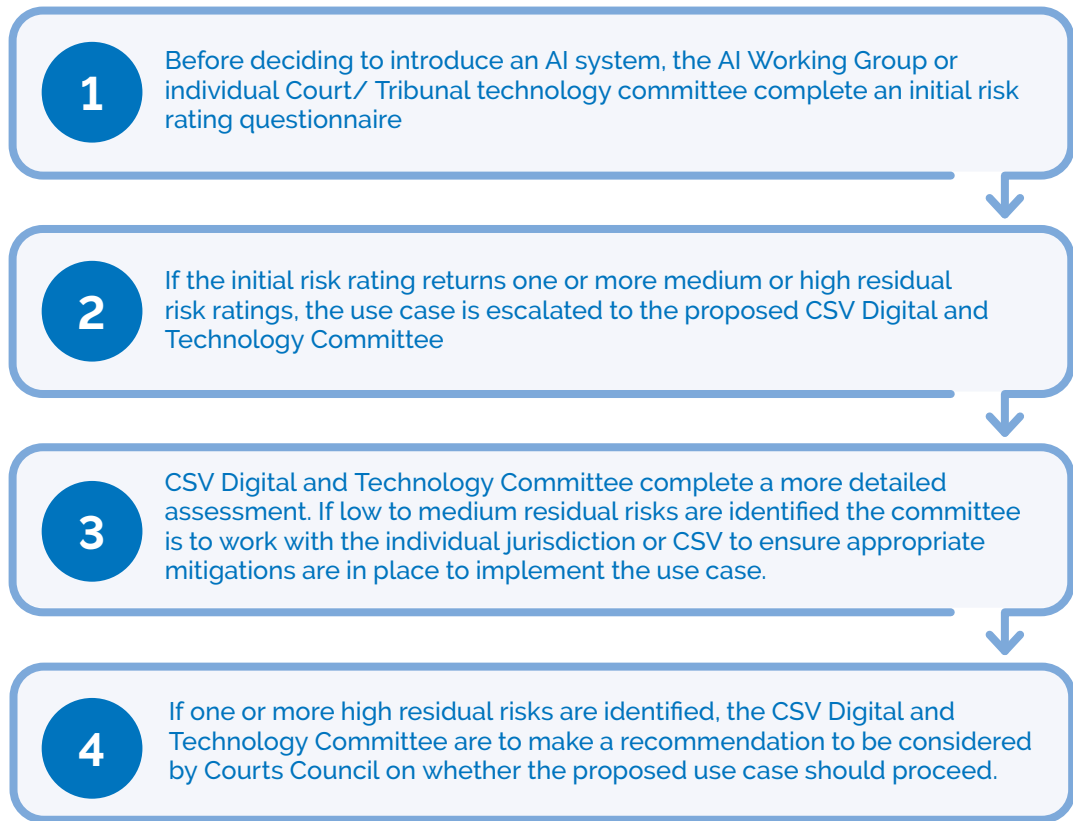 1
Before deciding to introduce an AI system, the AI Working Group or
individual Court/ Tribunal technology committee complete an initial risk
rating questionnaire
2
If the initial risk rating returns one or more medium or high residual
risk ratings, the use case is escalated to the proposed CSV Digital and
Technology Committee
3
CSV Digital and Technology Committee complete a more detailed
assessment. If low to medium residual risks are identified the committee
is to work with the individual jurisdiction or CSV to ensure appropriate
mitigations are in place to implement the use case.
4
If one or more high residual risks are identified, the CSV Digital and
Technology Committee are to make a recommendation to be considered
by Courts Council on whether the proposed use case should proceed.